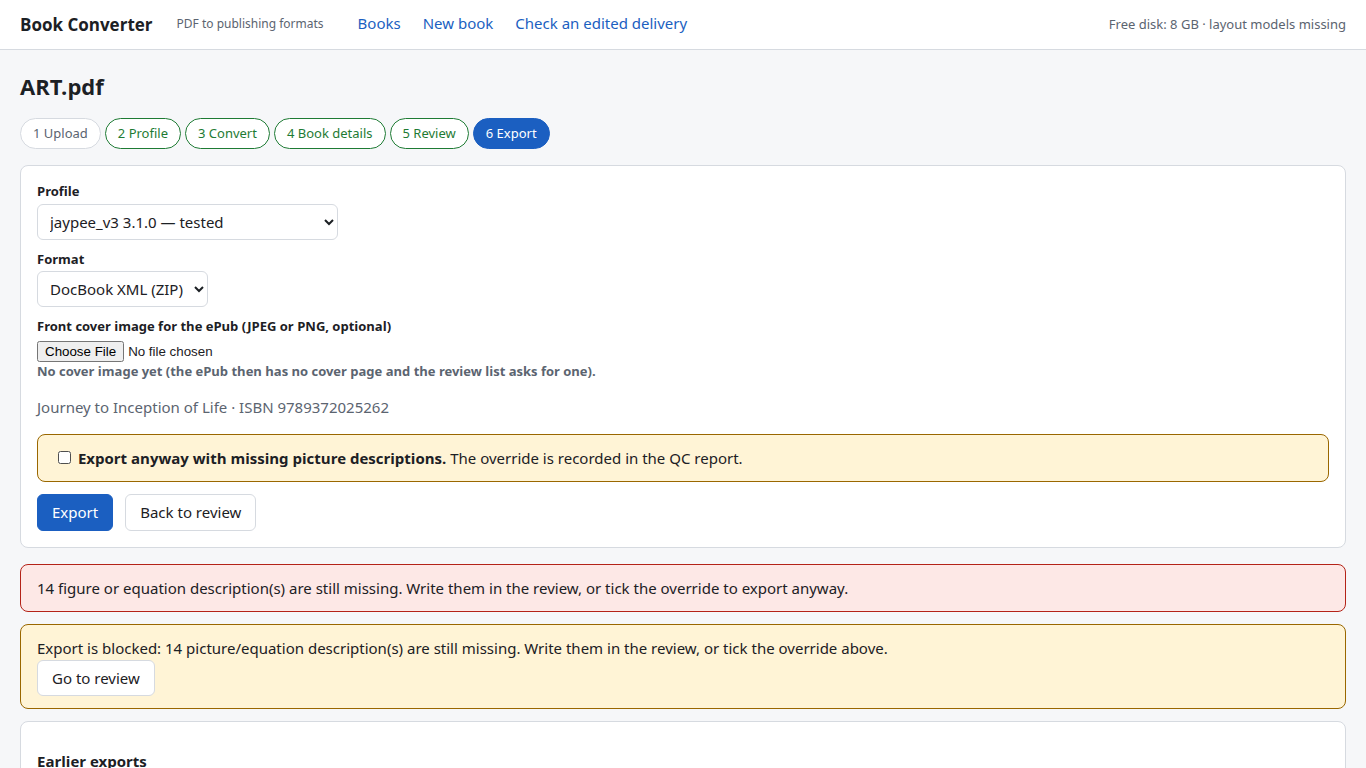 Book Converter PDF to publishing formats Books New book Check an edited delivery Free disk: 8 GB · layout models missing
ART.pdf
1 Upload 2 Profile 3 Convert 4 Book details 5 Review 6 Export
Profile
jaypee_v3 3.1.0 — tested
Format
DocBook XML (ZIP)
Front cover image for the ePub (JPEG or PNG, optional)
Choose File No file chosen
No cover image yet (the ePub then has no cover page and the review list asks for one).
Journey to Inception of Life · ISBN 9789372025262
Export anyway with missing picture descriptions. The override is recorded in the QC report.
Export Back to review
14 figure or equation description(s) are still missing. Write them in the review, or tick the override to export anyway.
Export is blocked: 14 picture/equation description(s) are still missing. Write them in the review, or tick the override above.
Go to review
Earlier exports